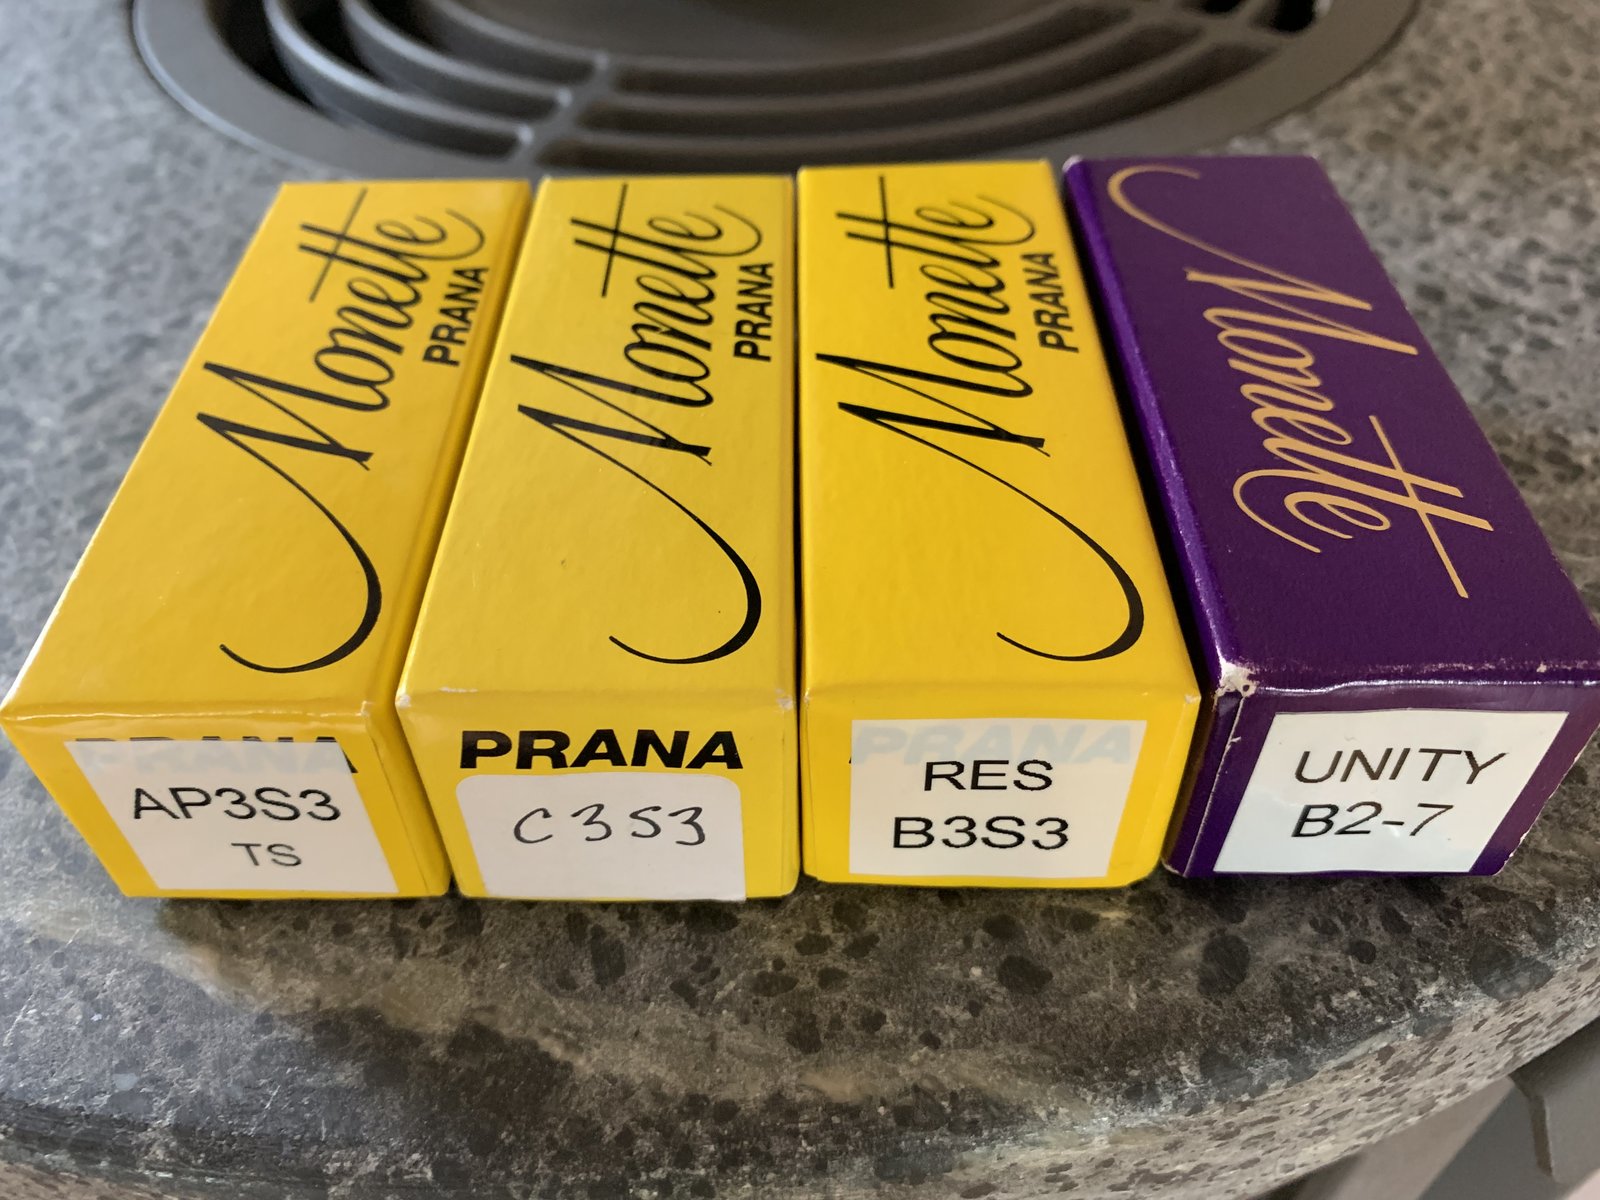 Monette
PRANA
Monette
PRANA
Monette
PRANA
Monette
PRANA
AP3S3
TS
PRANA
C3S3
PRANA
RES
B3S3
UNITY
B2-7